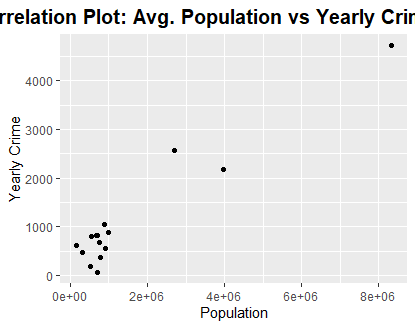 rrelation Plot: Avg. Population vs Yearly Crin
4000
3000
2000
1000
0
Yearly Crime
0e+00 2e+06 4e+06 6e+06 8e+06
Population